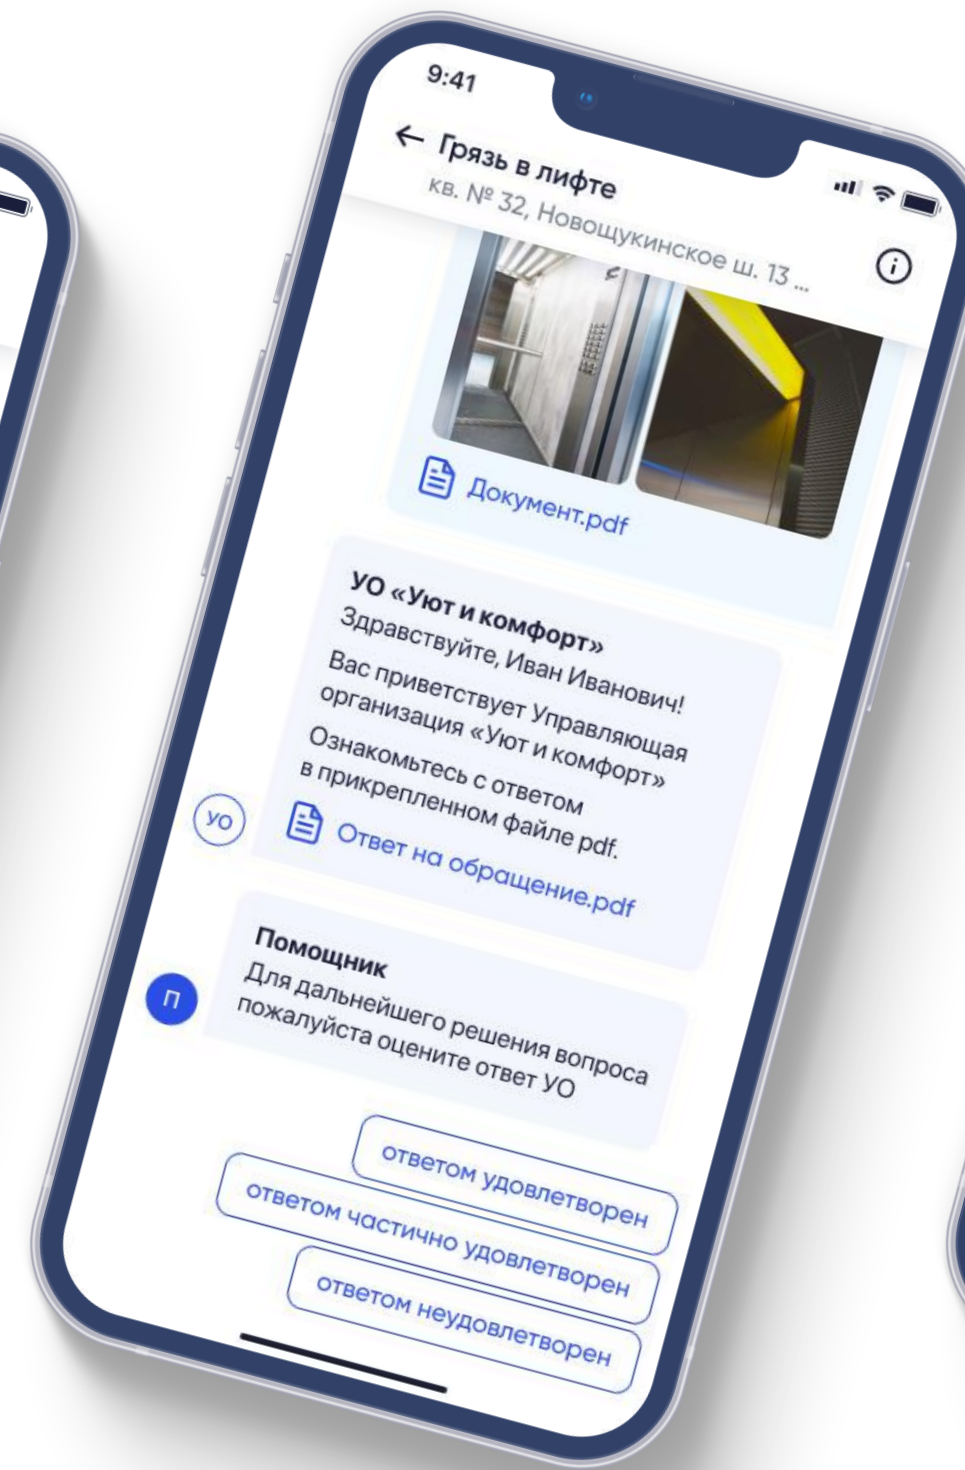 9:41
Грязь в лифте
кв. № 32, Новощукинское ш. 13 ...
Документ.pdf
УО «Уют и комфорт»
Здравствуйте, Иван Иванович!
Вас приветствует Управляющая
организация «Уют и комфорт»
Ознакомьтесь с ответом
в прикрепленном файле pdf.
Ответ на обращение.pdf
УО
Помощник
Для дальнейшего решения вопроса
пожалуйста оцените ответ УО
П
ответом удовлетворен
ответом частично удовлетворен
ответом неудовлетворен